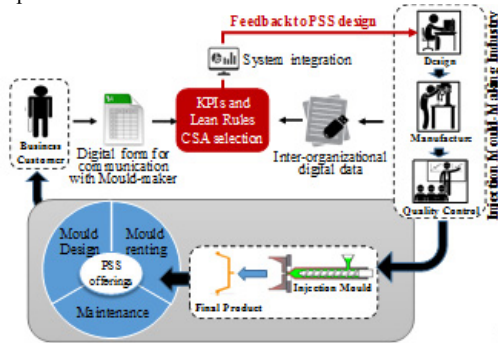 Feedback to PSS design
System integration
Design
KPIs and
Lean Rules
CSA selection
Business
Customer
Digital form for
communication
with Mould-maker
Inter-organizational
digital data
Manufacture
Quality Control
Injection Mould-Making Industry
Mould
Design
Mould
renting
PSS
offerings
Maintenance
Injection Mould
Final Product